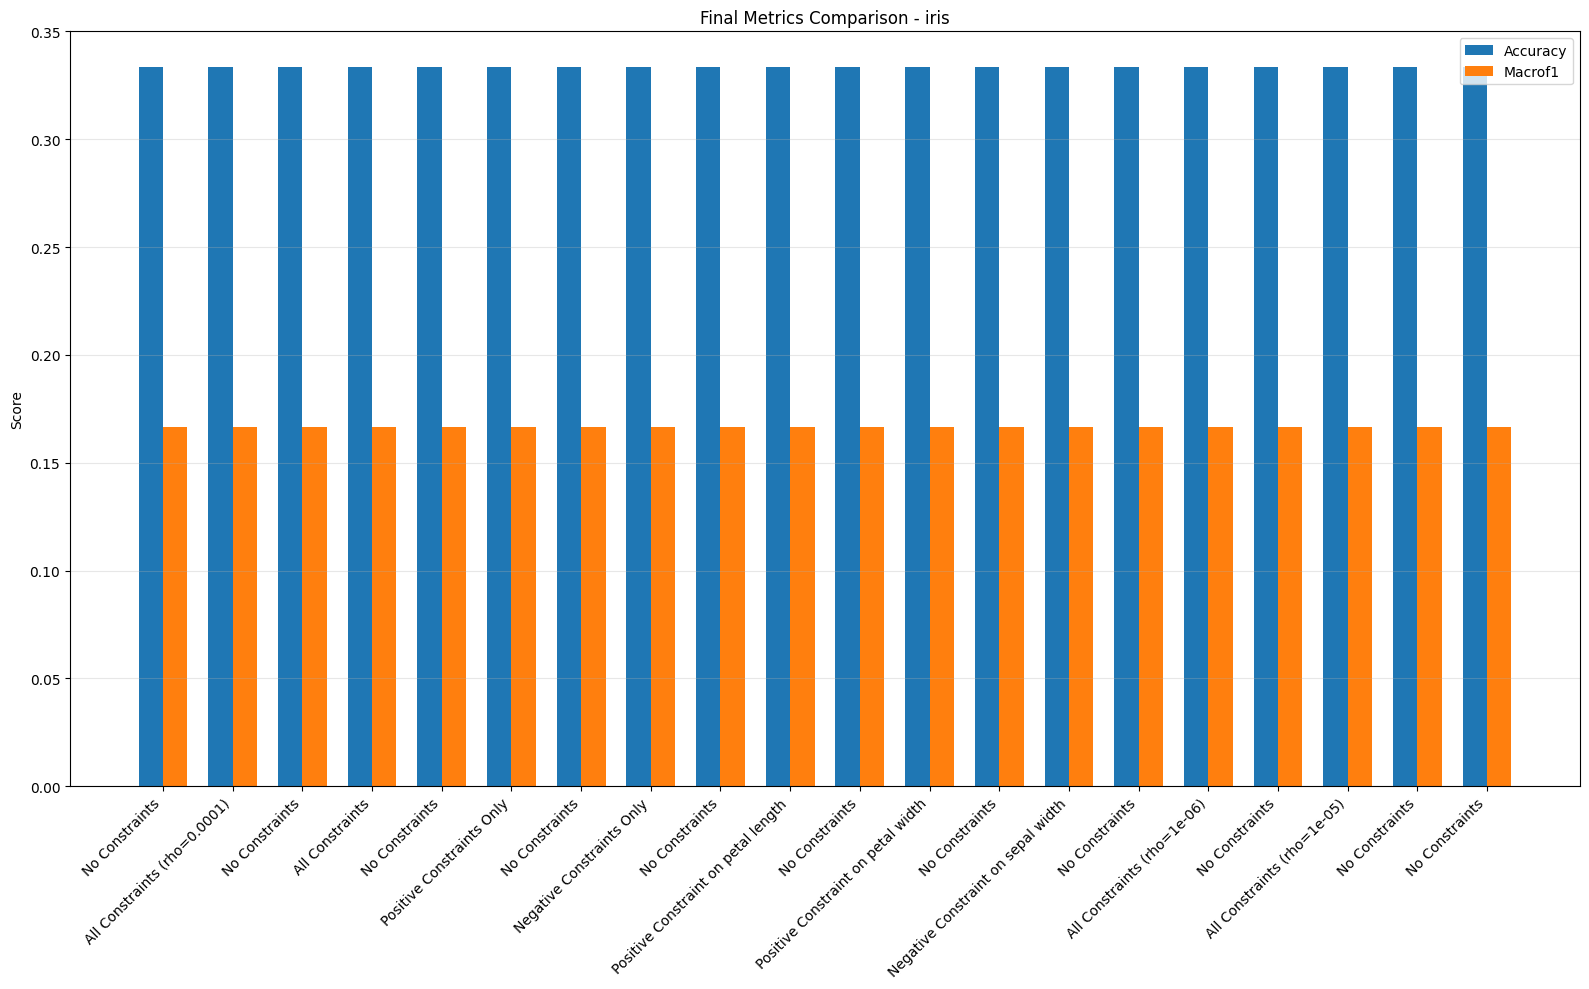 Final Metrics Comparison - iris
Accuracy
Macrof1
Score
0.35
0.30
0.25
0.20
0.15
0.10
0.05
0.00
No Constraints
All Constraints (rho=0.0001)
No Constraints
All Constraints
No Constraints
Positive Constraints Only
No Constraints
Negative Constraints Only
No Constraints
Positive Constraint on petal length
No Constraints
Positive Constraint on petal width
No Constraints
Negative Constraint on sepal width
No Constraints
All Constraints (rho=1e-06)
No Constraints
All Constraints (rho=1e-05)
No Constraints
No Constraints